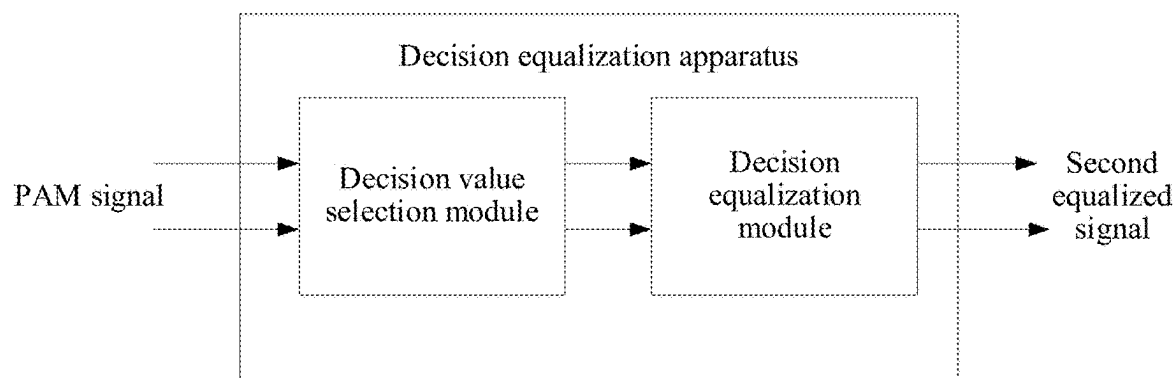 Decision equalization apparatus
PAM signal
Decision value
selection module
Decision
equalization
module
Second
equalized
signal